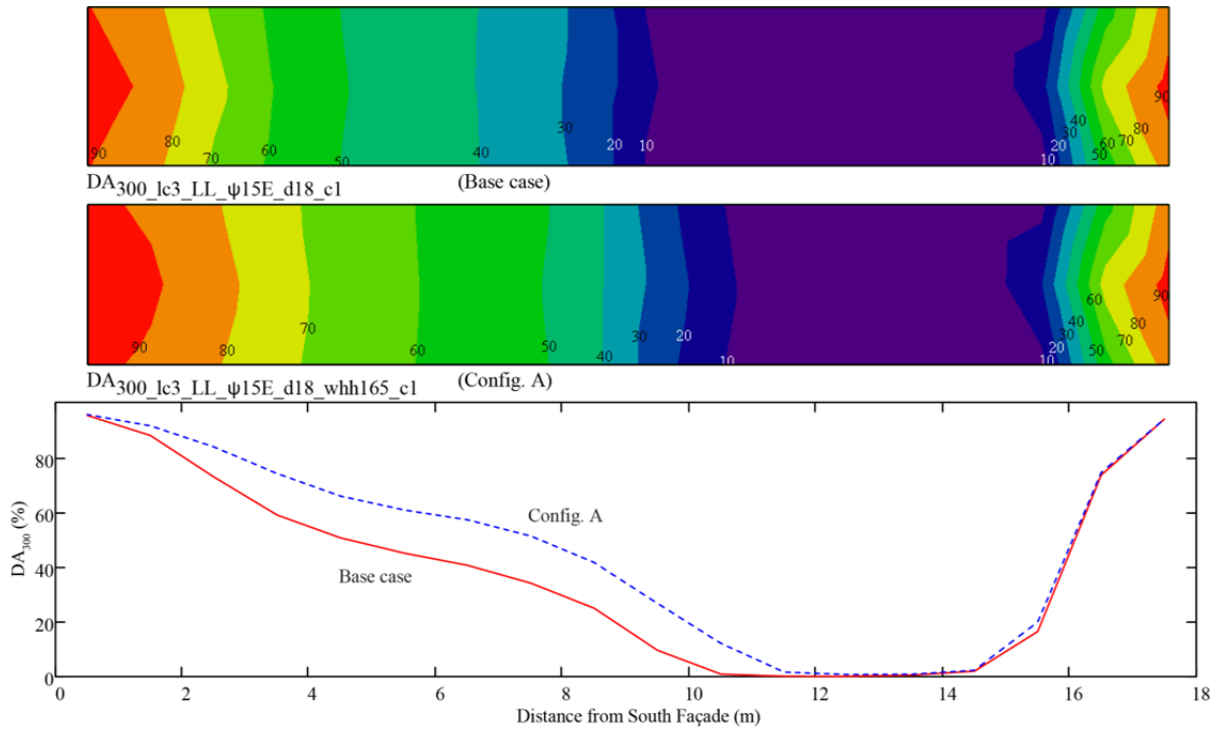 90 80 70 60 50 40 30 20 10 10 20 30 40 50 60 70 80 90
DA300_lc3_LL_ψ15E_d18_c1 (Base case)
90 80 70 60 50 40 30 20 10 10 20 30 40 50 60 70 80 90
DA300_lc3_LL_ψ15E_d18_whh165_c1 (Config. A)
80
60
40
20
0
DA300 (%)
Config. A
Base case
0 2 4 6 8 10 12 14 16 18
Distance from South Façade (m)